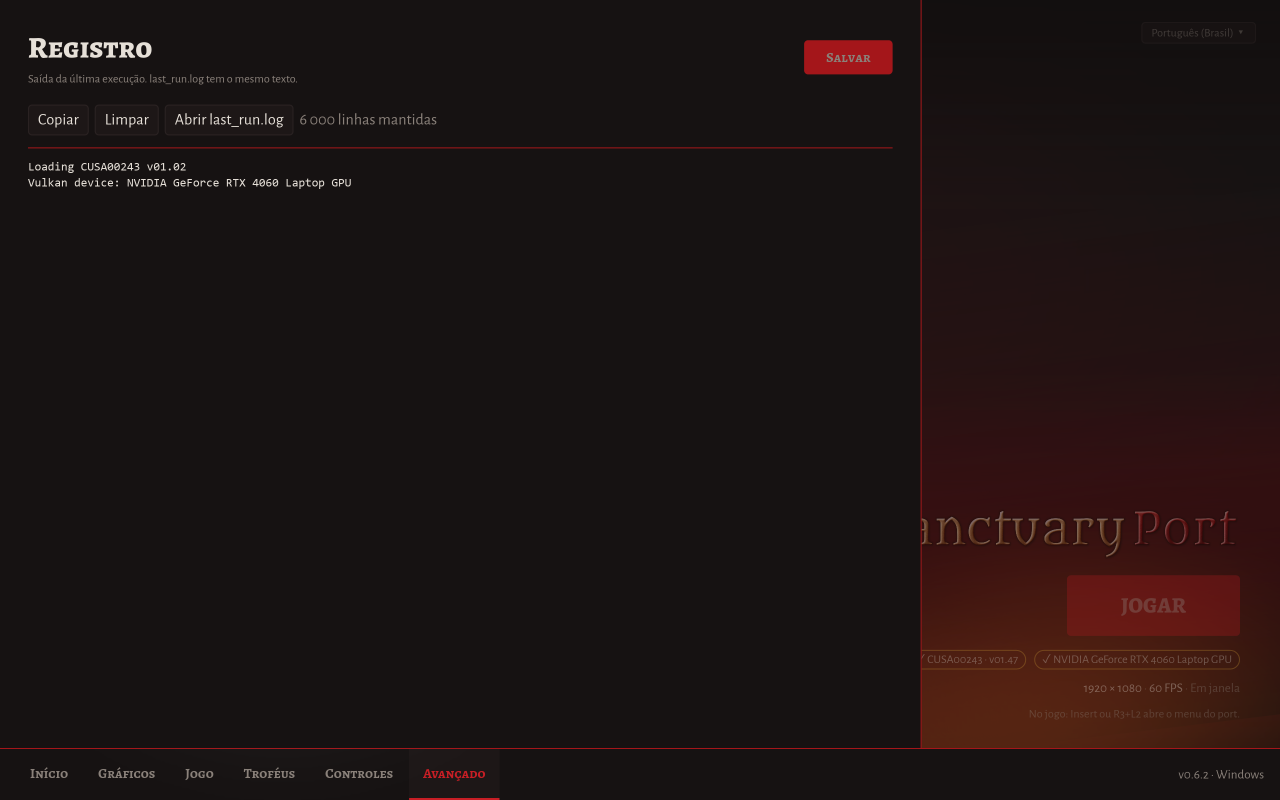 Registro
Português (Brasil) ▾
Salvar
Saída da última execução. last_run.log tem o mesmo texto.
Copiar Limpar Abrir last_run.log 6 000 linhas mantidas
Loading CUSA00243 v01.02
Vulkan device: NVIDIA GeForce RTX 4060 Laptop GPU
anctuary Port
JOGAR
✓ CUSA00243 · v01.47 ✓ NVIDIA GeForce RTX 4060 Laptop GPU
1920 × 1080 · 60 FPS · Em janela
No jogo: Insert ou R3+L2 abre o menu do port.
Início Gráficos Jogo Troféus Controles Avançado v0.6.2 · Windows